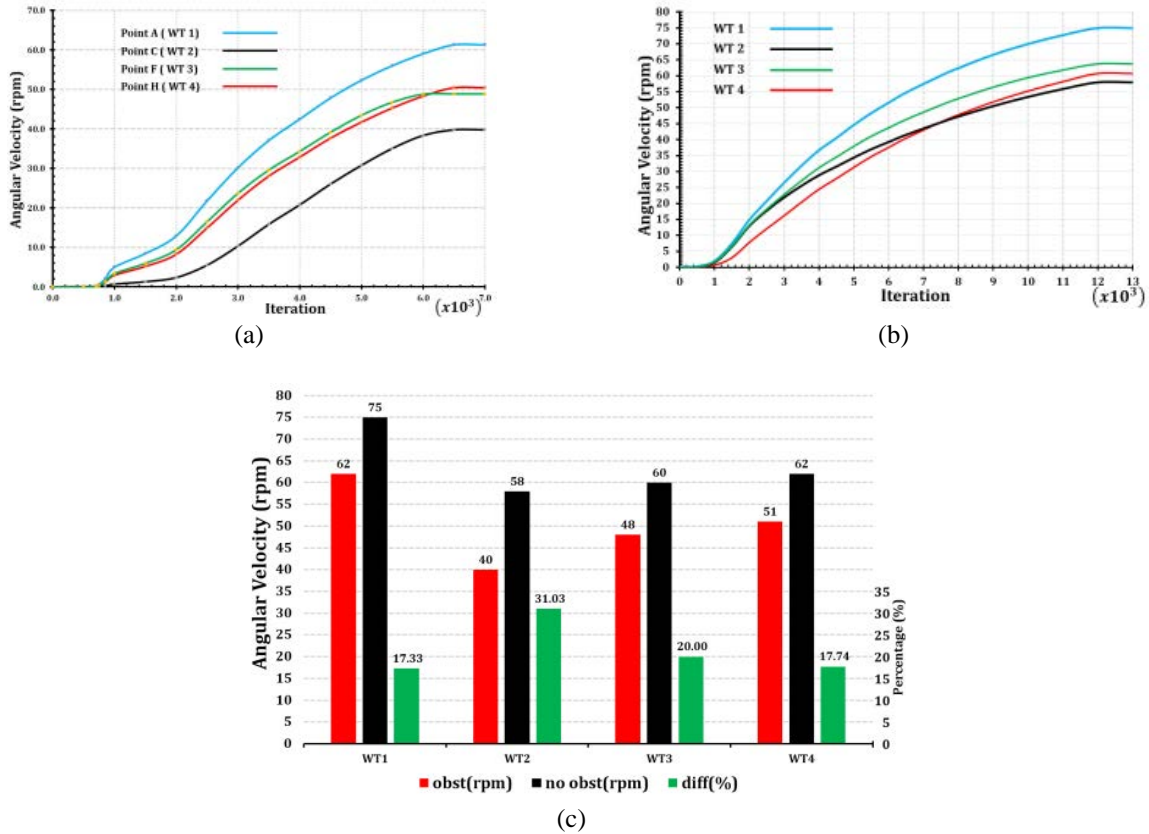 Angular Velocity (rpm)
70.0
60.0
50.0
40.0
30.0
20.0
10.0
0.0
Point A ( WT 1)
Point C ( WT 2)
Point F ( WT 3)
Point H ( WT 4)
0.0 1.0 2.0 3.0 4.0 5.0 6.0 7.0
Iteration (x10³)
(a)
Angular Velocity (rpm)
80
75
70
65
60
55
50
45
40
35
30
25
20
15
10
5
0
WT 1
WT 2
WT 3
WT 4
0 1 2 3 4 5 6 7 8 9 10 11 12 13
Iteration (x10³)
(b)
Angular Velocity (rpm)
80
75
70
65
60
55
50
45
40
35
30
25
20
15
10
5
0
62 75 17.33
40 58 31.03
48 60 20.00
51 62 17.74
35
30
25
20
15
10
5
0
Percentage (%)
WT1 WT2 WT3 WT4
obst(rpm) no obst(rpm) diff(%)
(c)